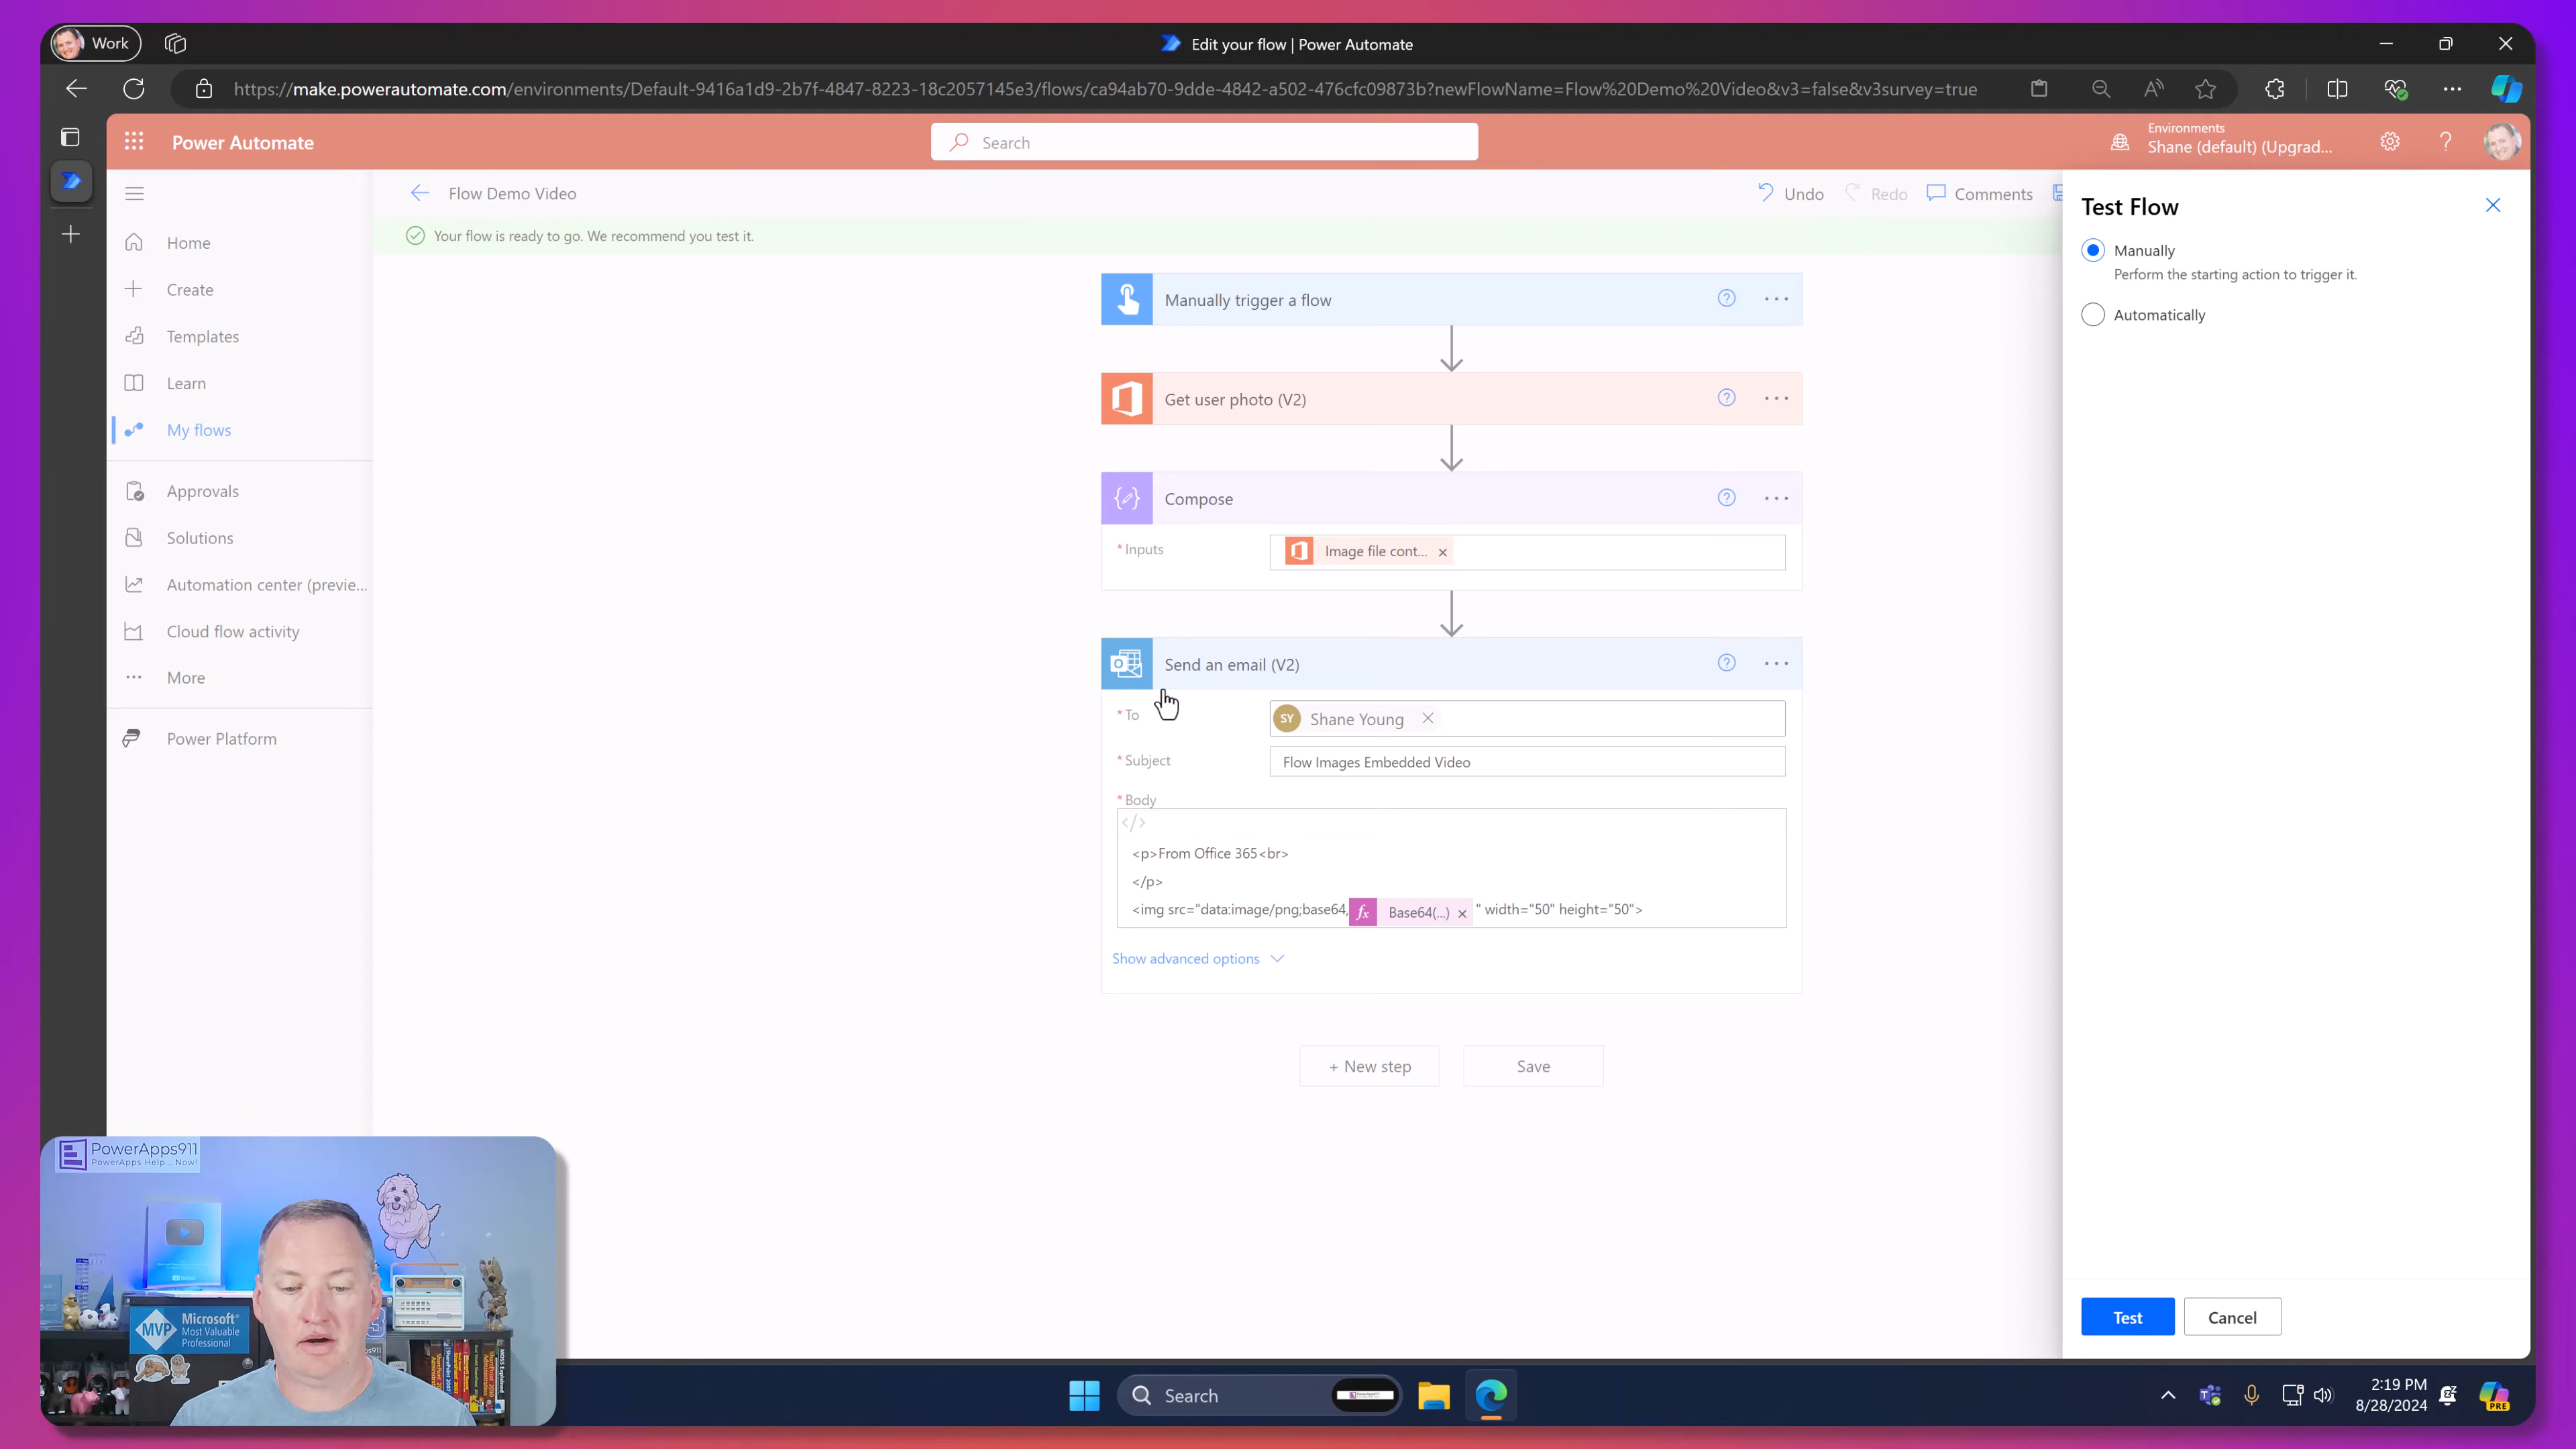 Work
Edit your flow | Power Automate
https://make.powerautomate.com/environments/Default-9416a1d9-2b7f-4847-8223-18c2057145e3/flows/ca94ab70-9dde-4842-a502-476cfc09873b?newFlowName=Flow%20Demo%20Video&v3=false&v3survey=true
Power Automate
Search
Environments
Shane (default) (Upgrad...
Flow Demo Video
Undo
Redo
Comments
Your flow is ready to go. We recommend you test it.
Home
Create
Templates
Learn
My flows
Approvals
Solutions
Automation center (previe...
Cloud flow activity
More
Power Platform
Manually trigger a flow
Get user photo (V2)
Compose
* Inputs
Image file cont... ×
Send an email (V2)
* To
SY Shane Young
* Subject
Flow Images Embedded Video
* Body
</>
<p>From Office 365<br>
</p>
<img src="data:image/png;base64, fx Base64(...) × " width="50" height="50">
Show advanced options
+ New step
Save
Test Flow
Manually
Perform the starting action to trigger it.
Automatically
Test
Cancel
PowerApps911
PowerApps Help... Now!
Microsoft®
MVP
Most Valuable
Professional
Search
2:19 PM
8/28/2024
PRE